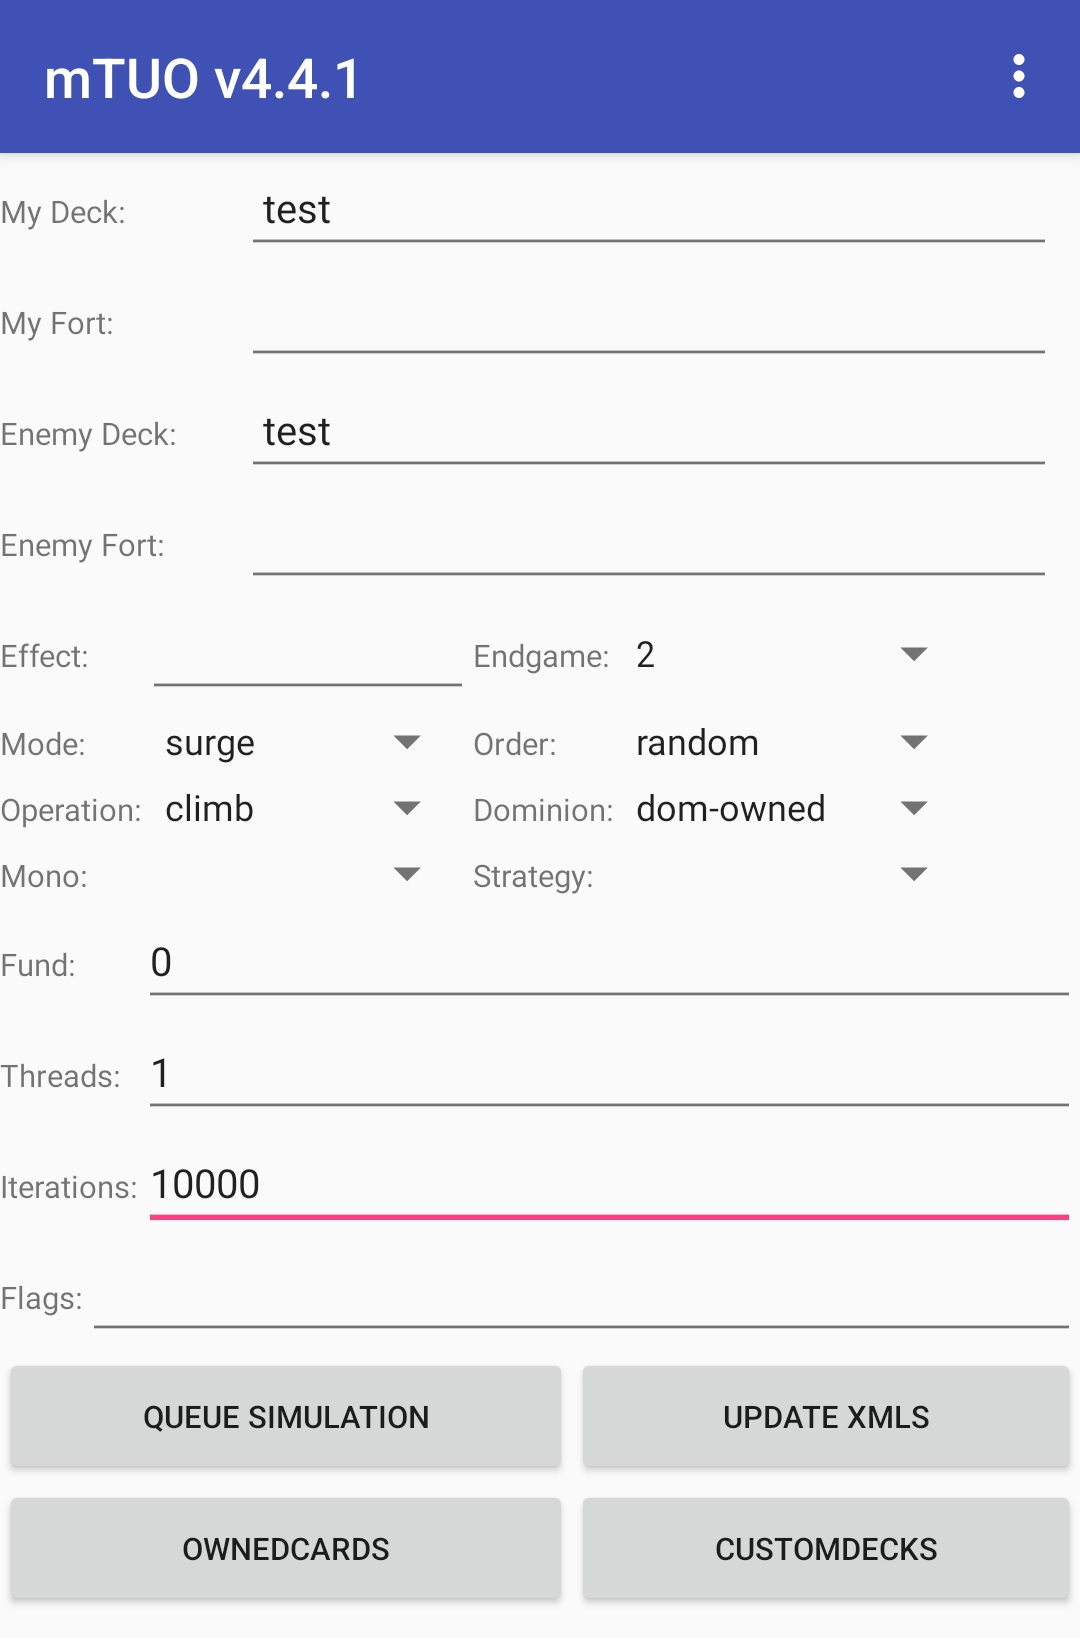 mTUO v4.4.1
My Deck: test
My Fort:
Enemy Deck: test
Enemy Fort:
Effect: Endgame: 2
Mode: surge Order: random
Operation: climb Dominion: dom-owned
Mono: Strategy:
Fund: 0
Threads: 1
Iterations: 10000
Flags:
QUEUE SIMULATION UPDATE XMLS
OWNEDCARDS CUSTOMDECKS